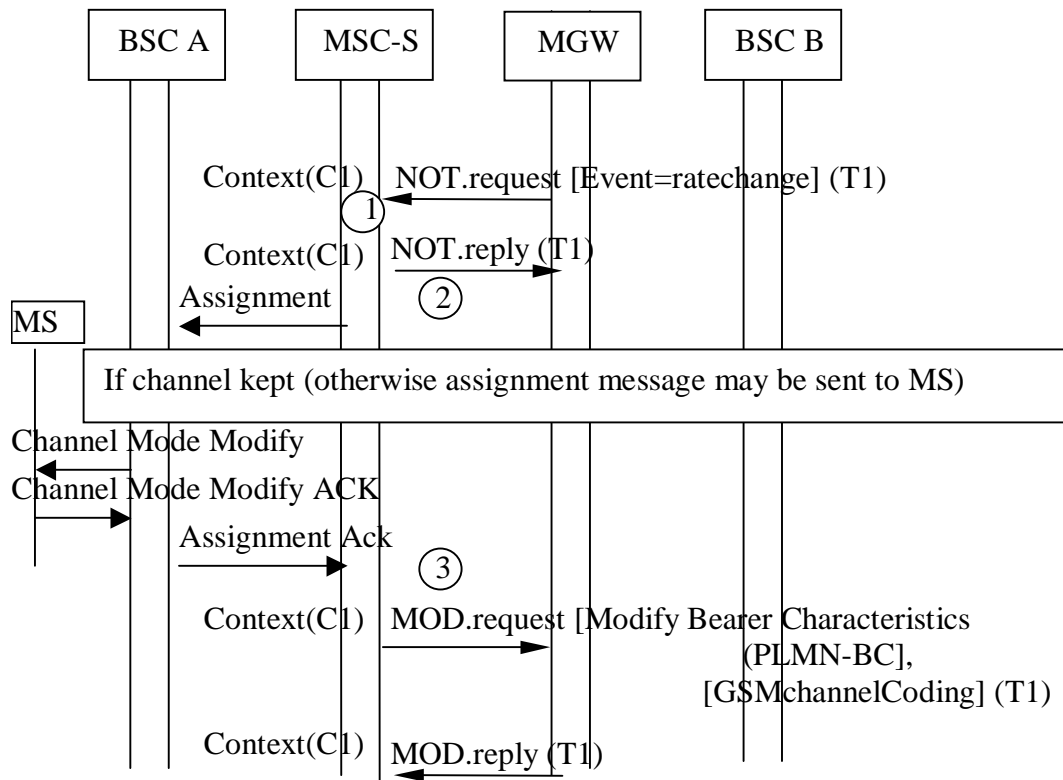 BSC A MSC-S MGW BSC B
Context(C1) NOT.request [Event=ratechange] (T1)
1
Context(C1) NOT.reply (T1)
2
Assignment
MS
If channel kept (otherwise assignment message may be sent to MS)
Channel Mode Modify
Channel Mode Modify ACK
Assignment Ack
3
Context(C1) MOD.request [Modify Bearer Characteristics
(PLMN-BC],
[GSMchannelCoding] (T1)
Context(C1) MOD.reply (T1)